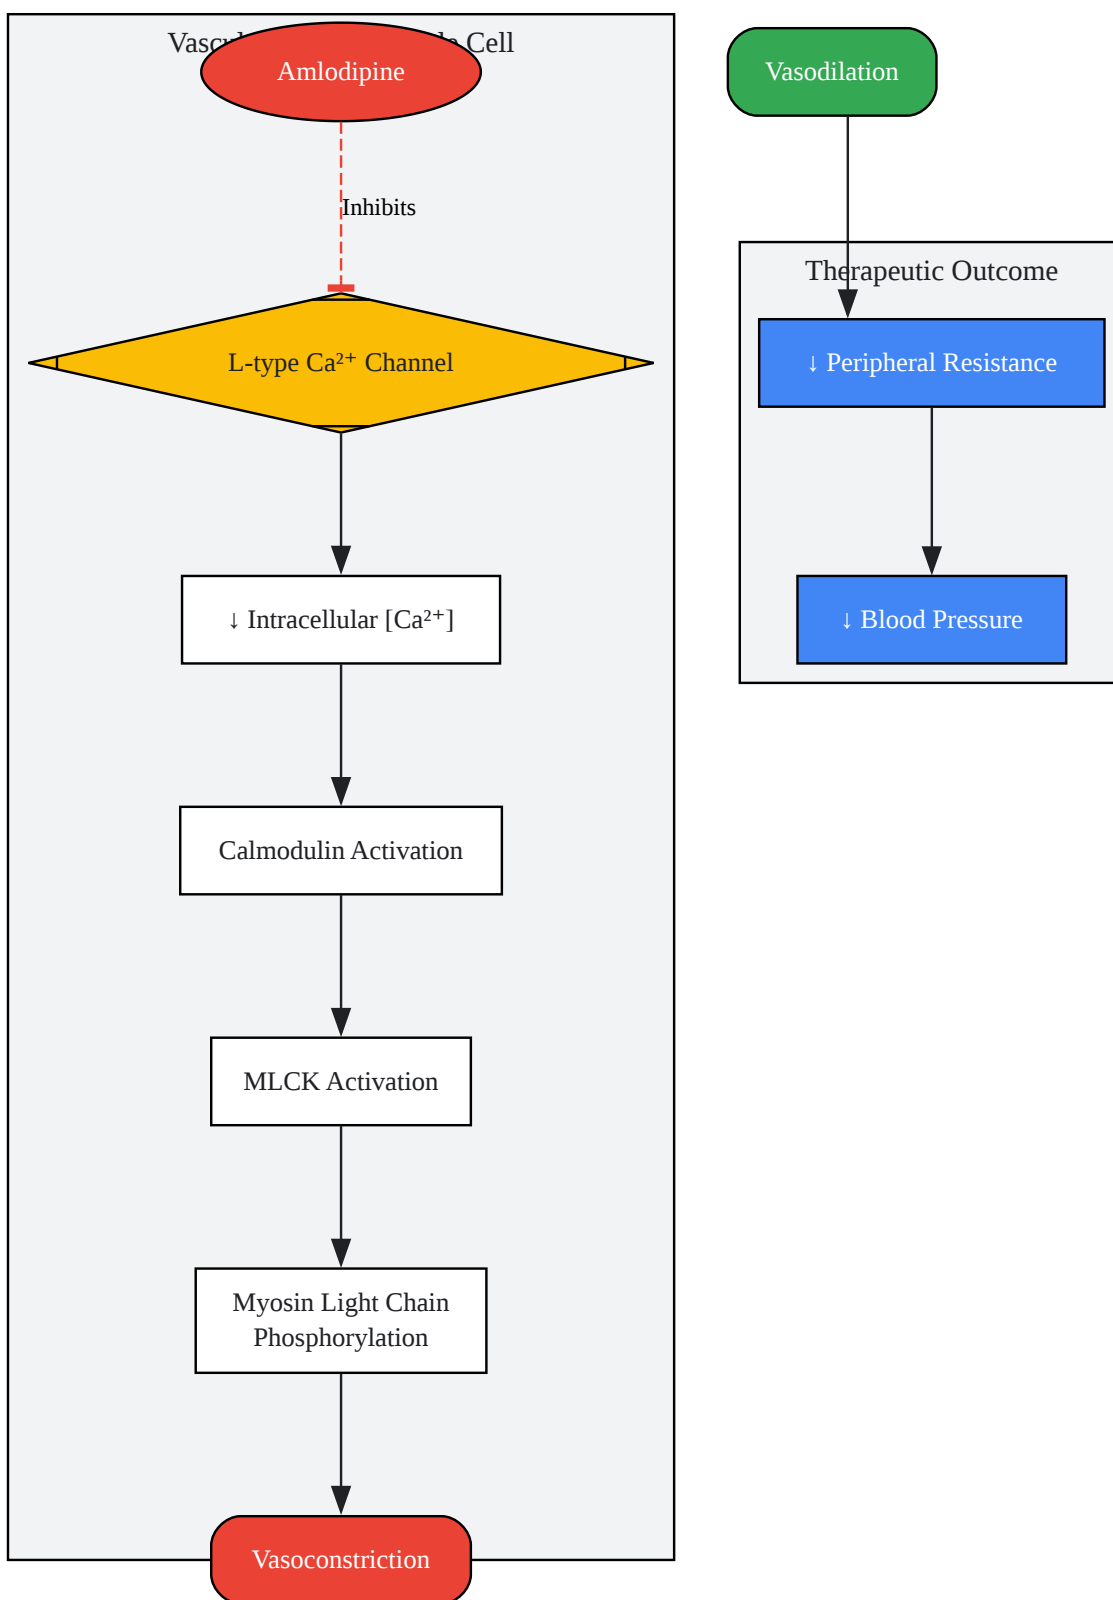 Cell
Amlodipine
Inhibits
L-type Ca²⁺ Channel
↓ Intracellular [Ca²⁺]
Calmodulin Activation
MLCK Activation
Myosin Light Chain
Phosphorylation
Vasoconstriction
Vasodilation
Therapeutic Outcome
↓ Peripheral Resistance
↓ Blood Pressure